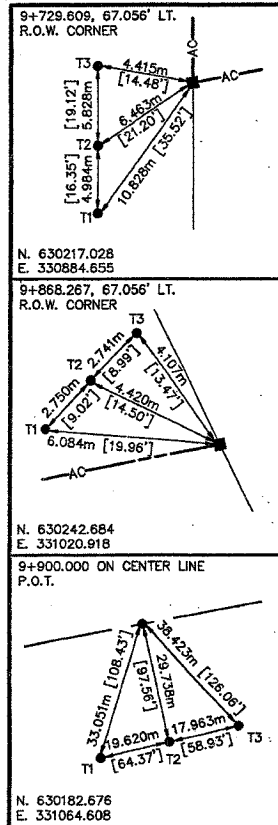 9+729.609, 67.056' LT.
R.O.W. CORNER
AC
T3
4.415m
[14.48']
AC
[19.12']
5.828m
6.463m
[21.20']
T2
[16.35']
4.984m
10.828m
[35.52']
T1
N. 630217.028
E. 330884.655
9+868.267, 67.056' LT.
R.O.W. CORNER
T3
T2
2.741m
[8.99']
4.107m
[13.47']
2.750m
[9.02']
4.420m
[14.50']
T1
6.084m [19.96']
AC
N. 630242.684
E. 331020.918
9+900.000 ON CENTER LINE
P.O.T.
33.051m [108.43']
29.738m
[97.56']
38.423m
[126.06']
19.620m
[64.37']
17.963m
[58.93']
T1
T2
T3
N. 630182.676
E. 331064.608